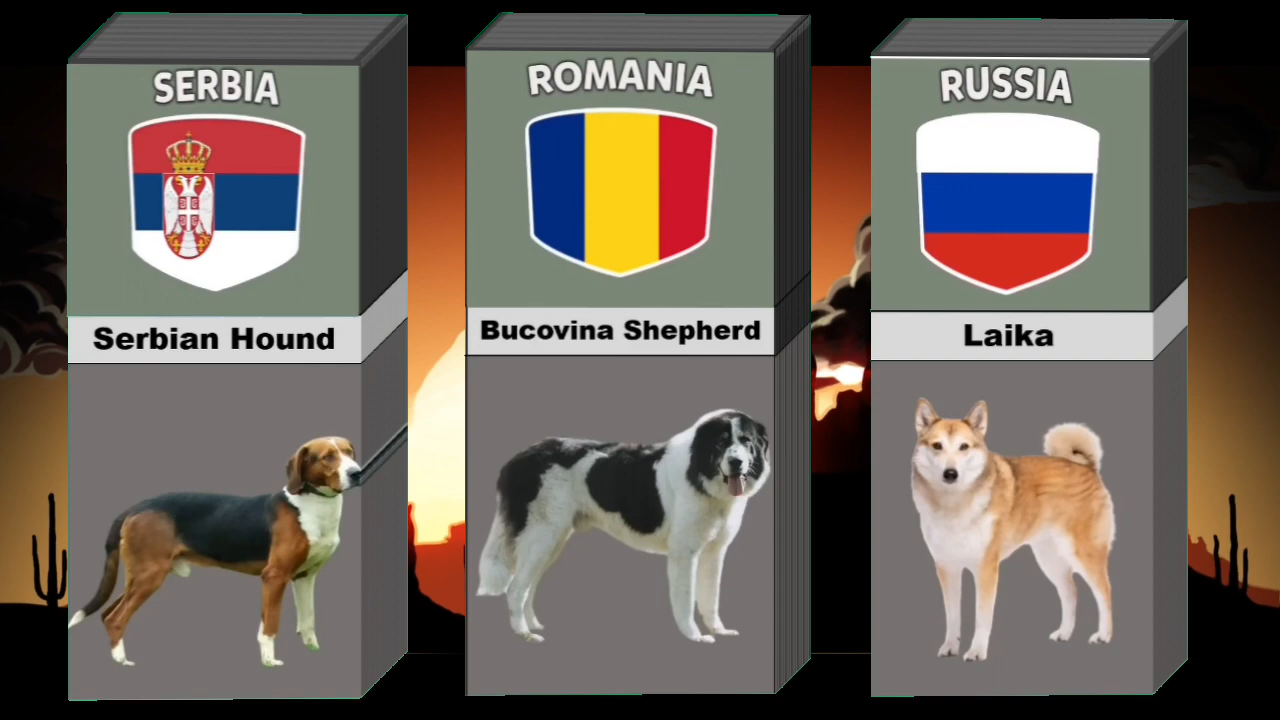 SERBIA
Serbian Hound
ROMANIA
Bucovina Shepherd
RUSSIA
Laika